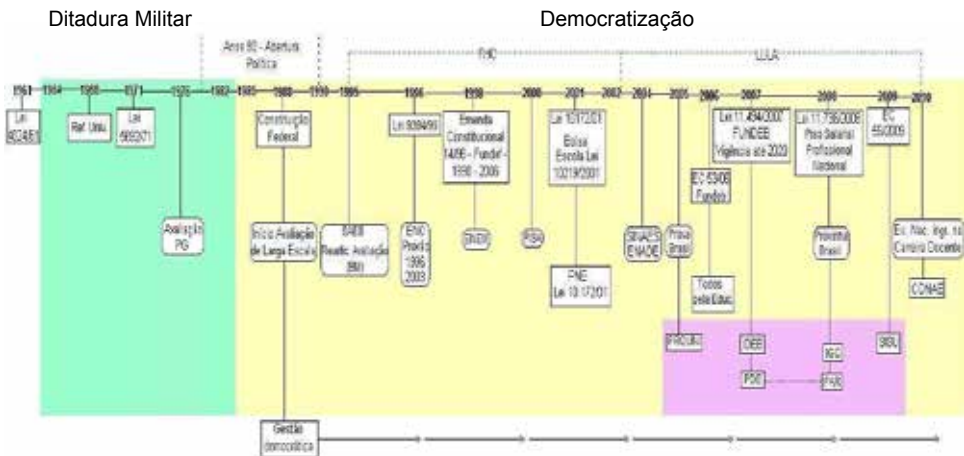 Ditadura Militar
Democratização
Anos 80 - Abertura
Política
FHC
LULA
1961
1964
1968
1971
1976
1982
1985
1988
1990
1995
1996
1998
2000
2001
2002
2004
2005
2006
2007
2008
2009
2010
Lei
4024/61
Ref. Univ.
Lei
5692/71
Constituição
Federal
Lei 9394/96
Emenda
Constitucional
14/96 - Fundef -
1998 - 2006
Lei 10172/01
Bolsa
Escola Lei
10219/2001
EC 53/06
Fundeb
Lei 11.494/2007
FUNDEB
Vigência até 2020
Lei 11.738/2008
Piso Salarial
Profissional
Nacional
EC
59/2009
Avaliação
PG
Início Avaliação
de Larga Escala
SAEB
Avaliação
ENC
Provão
1996
2003
ENEM
PISA
PNE
Lei 10.172/01
SINAES
ENADE
Prova
Brasil
Todos
pela Educ.
Provinha
Brasil
Ex. Nac. Ingr. na
Carreira Docente
CONAE
PROUNI
IDEB
PDE
IGC
PAR
SISU
Gestão
democrática